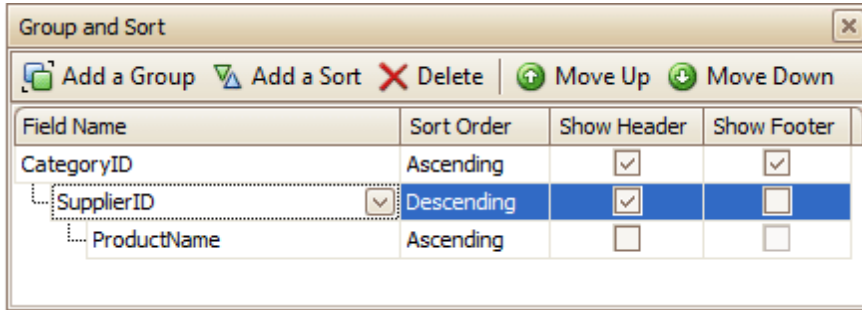 Group and Sort
Add a Group Add a Sort Delete Move Up Move Down
Field Name Sort Order Show Header Show Footer
CategoryID Ascending
SupplierID Descending
ProductName Ascending